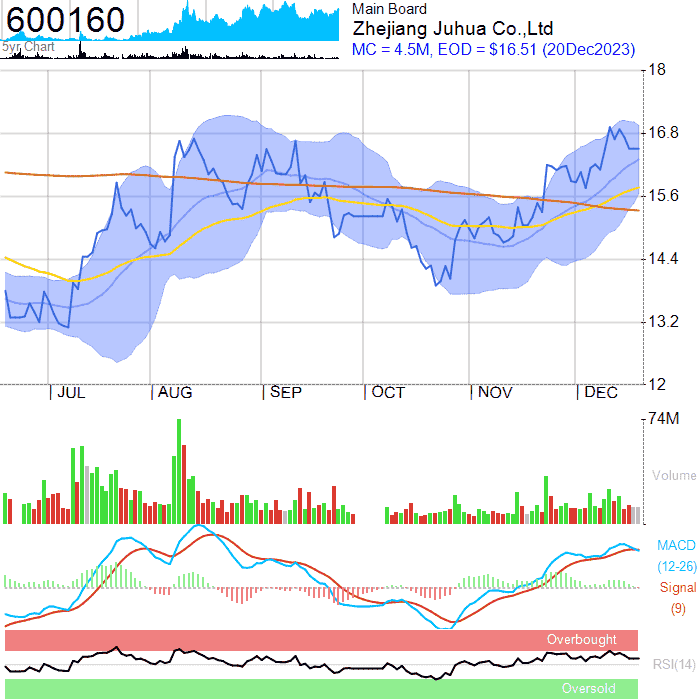 600160
5yr Chart
Main Board
Zhejiang Juhua Co.,Ltd
MC = 4.5M, EOD = $16.51 (20Dec2023)
18
16.8
15.6
14.4
13.2
12
JUL AUG SEP OCT NOV DEC
74M
Volume
MACD
(12-26)
Signal
(9)
Overbought
RSI(14)
Oversold